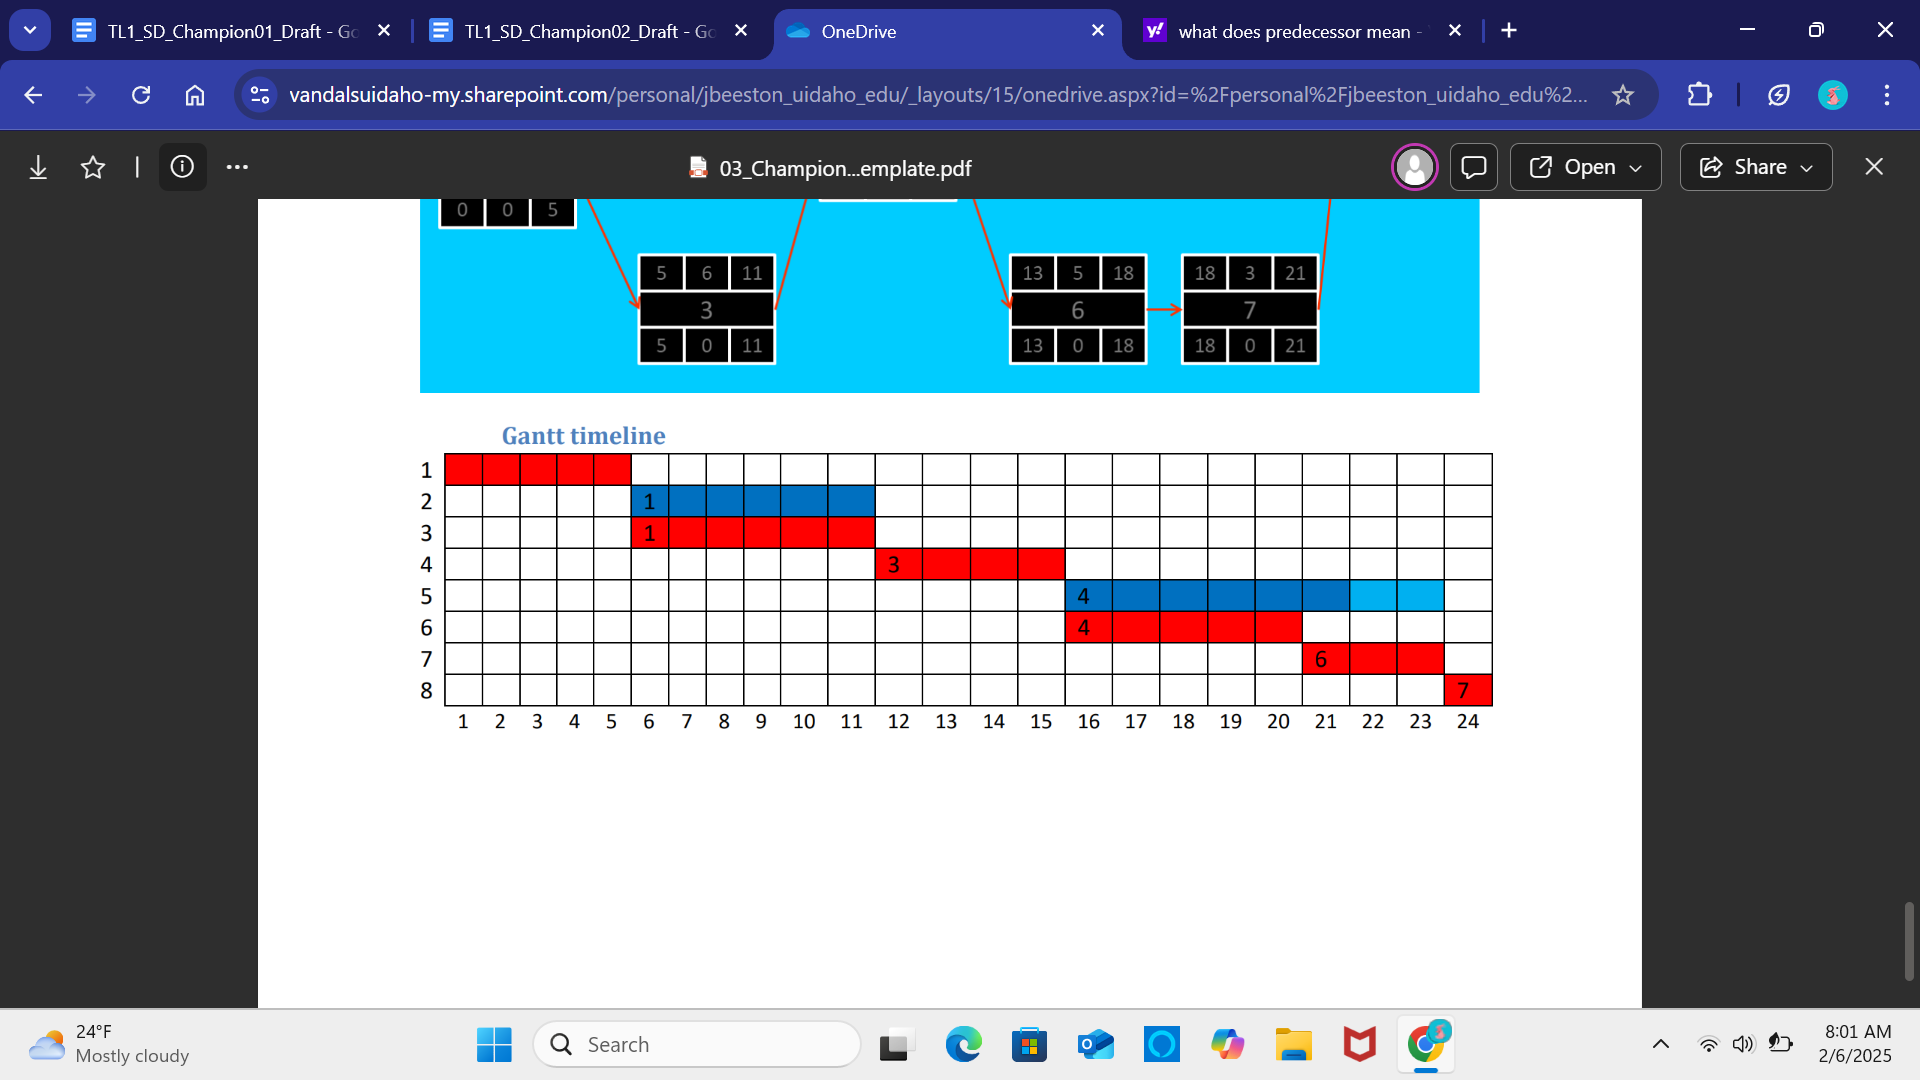 TL1_SD_Champion01_Draft - Go
TL1_SD_Champion02_Draft - Go
OneDrive
what does predecessor mean -
vandalsuidaho-my.sharepoint.com/personal/jbeeston_uidaho_edu/_layouts/15/onedrive.aspx?id=%2Fpersonal%2Fjbeeston_uidaho_edu%2...
03_Champion...emplate.pdf
Open
Share
0 0 5
5 6 11
3
5 0 11
13 5 18
6
13 0 18
18 3 21
7
18 0 21
Gantt timeline
1
2 1
3 1
4 3
5 4
6 4
7 6
8 7
1 2 3 4 5 6 7 8 9 10 11 12 13 14 15 16 17 18 19 20 21 22 23 24
24°F
Mostly cloudy
Search
8:01 AM
2/6/2025